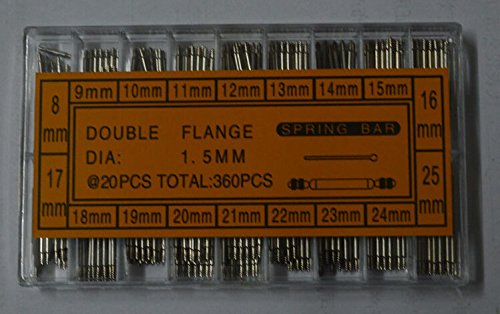 8 mm
9mm 10mm 11mm 12mm 13mm 14mm 15mm
16 mm
DOUBLE FLANGE SPRING BAR
DIA: 1.5MM
@20PCS TOTAL:360PCS
17 mm
18mm 19mm 20mm 21mm 22mm 23mm 24mm
25 mm